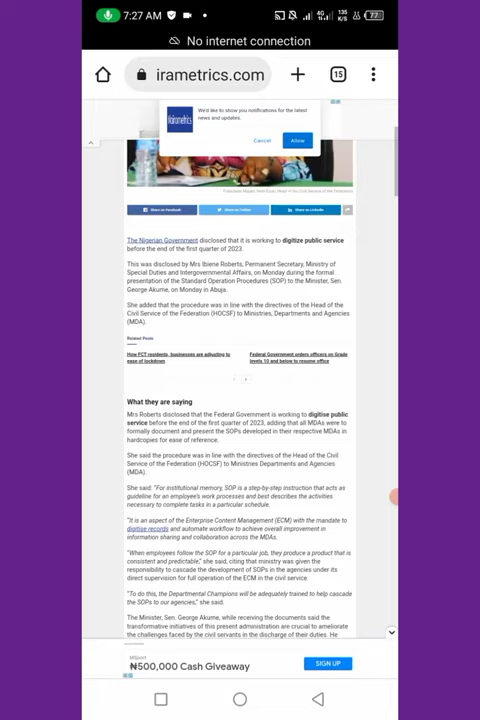 7:27 AM
4G
135
K/S
77
No internet connection
irametrics.com
15
We'd like to show you notifications for the latest
news and updates.
Nairametrics
Cancel
Allow
Share on Facebook
Share on Twitter
Share on LinkedIn
The Nigerian Government disclosed that it is working to digitize public service
before the end of the first quarter of 2023.
This was disclosed by Mrs Ibiene Roberts, Permanent Secretary, Ministry of
Special Duties and Intergovernmental Affairs, on Monday during the formal
presentation of the Standard Operation Procedures (SOP) to the Minister, Sen.
George Akume, on Monday in Abuja.
She added that the procedure was in line with the directives of the Head of the
Civil Service of the Federation (HOCSF) to Ministries, Departments and Agencies
(MDA).
Related Posts
How FCT residents, businesses are adjusting to
ease of lockdown
Federal Government orders officers on Grade
levels 10 and below to resume office
What they are saying
Mrs Roberts disclosed that the Federal Government is working to digitise public
service before the end of the first quarter of 2023, adding that all MDAs were to
formally document and present the SOPs developed in their respective MDAs in
hardcopies for ease of reference.
She said the procedure was in line with the directives of the Head of the Civil
Service of the Federation (HOCSF) to Ministries Departments and Agencies
(MDA).
She said: "For institutional memory, SOP is a step-by-step instruction that acts as
guideline for an employee's work processes and best describes the activities
necessary to complete tasks in a particular schedule.
"It is an aspect of the Enterprise Content Management (ECM) with the mandate to
digitise records and automate workflow to achieve overall improvement in
information sharing and collaboration across the MDAs.
"When employees follow the SOP for a particular job, they produce a product that is
consistent and predictable," she said, citing that ministry was given the
responsibility to cascade the development of SOPs in the agencies under its
direct supervision for full operation of the ECM in the civil service.
"To do this, the Departmental Champions will be adequately trained to help cascade
the SOPs to our agencies," she said.
The Minister, Sen. George Akume, while receiving the documents said the
transformative initiatives of this present administration are crucial to ameliorate
the challenges faced by the civil servants in the discharge of their duties. He
MSport
₦500,000 Cash Giveaway
SIGN UP